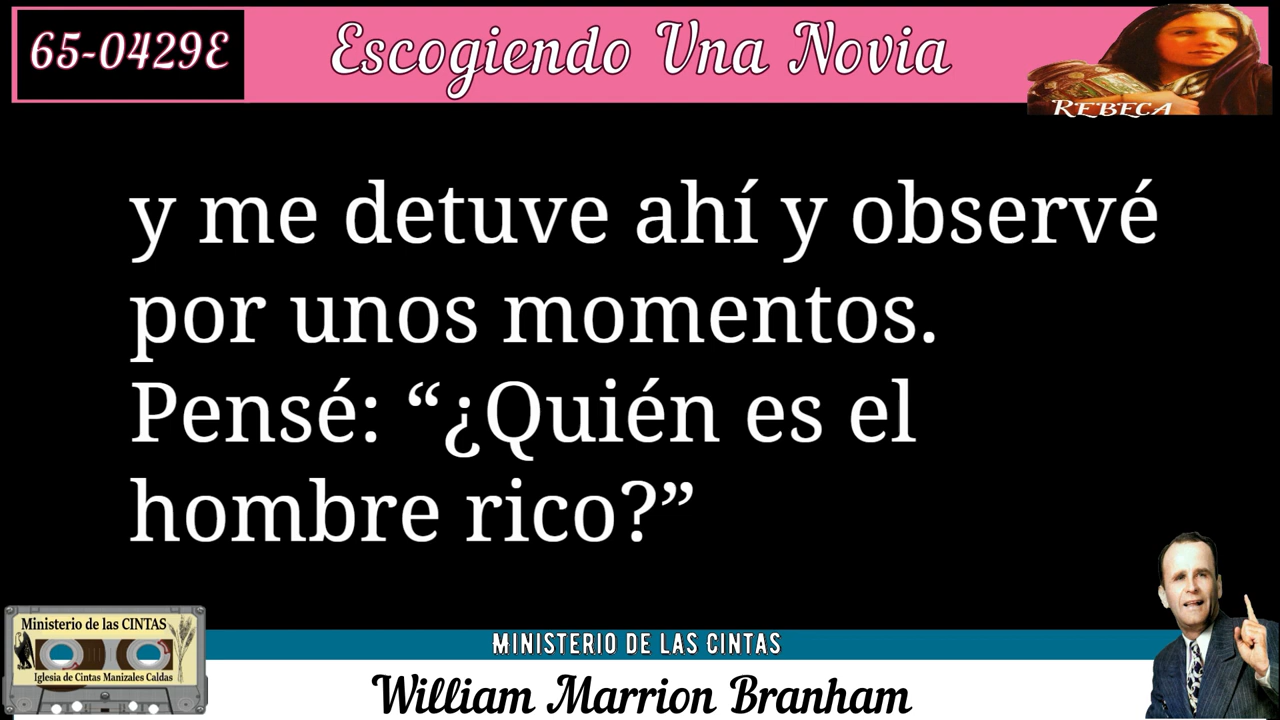 65-0429E
Escogiendo Una Novia
REBECA
y me detuve ahí y observé
por unos momentos.
Pensé: “¿Quién es el
hombre rico?”
Ministerio de las CINTAS
Iglesia de Cintas Manizales Caldas
MINISTERIO DE LAS CINTAS
William Marrion Branham